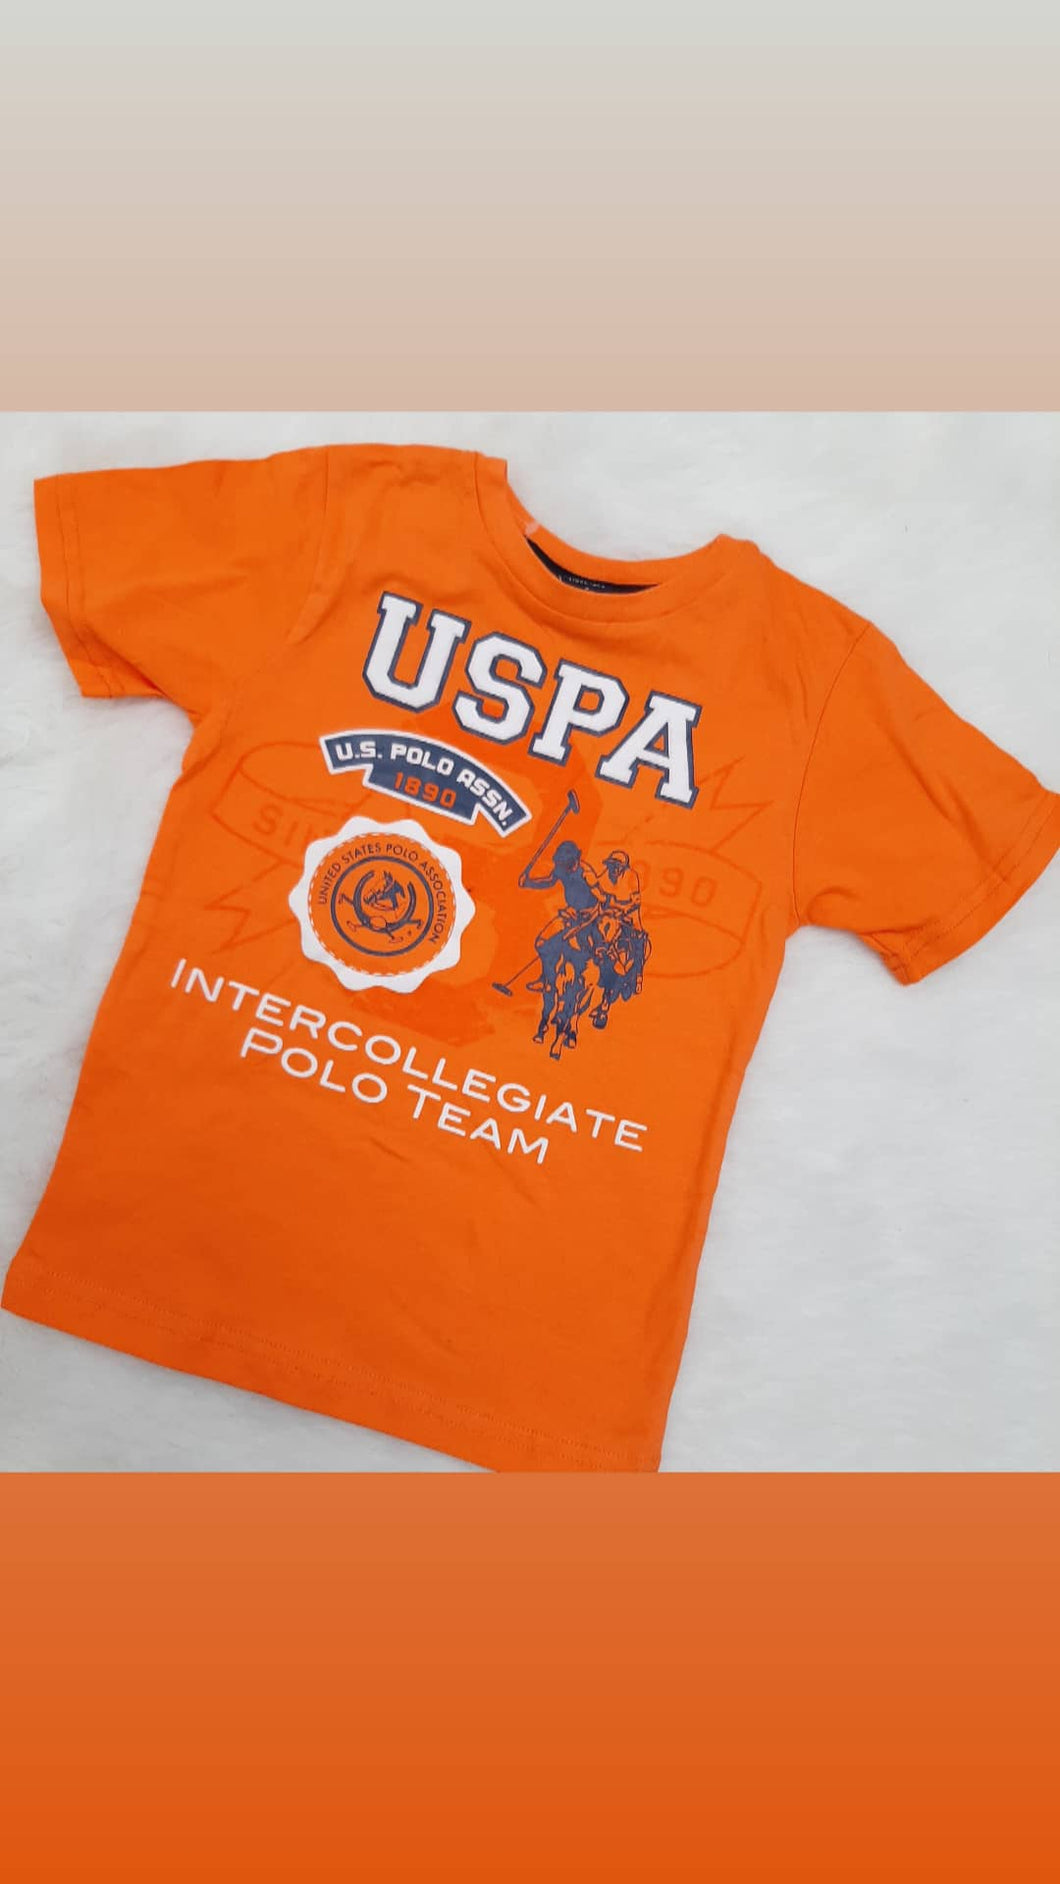 USPA
U.S. POLO ASSN.
1890
UNITED STATES POLO ASSOCIATION
INTERCOLLEGIATE
POLO TEAM